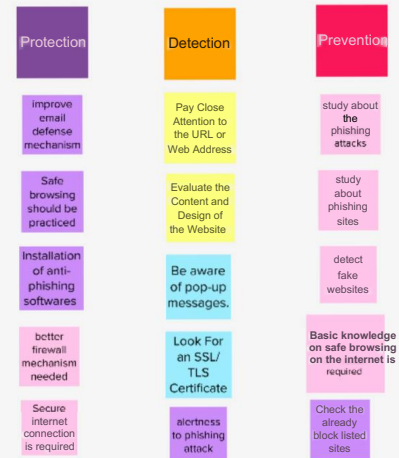 Protection
improve
email
defense
mechanism
Safe
browsing
should be
practiced
Installation
of anti-
phishing
softwares
better
firewall
mechanism
needed
Secure
internet
connection
is required
Detection
Pay Close
Attention to
the URL or
Web Address
Evaluate the
Content and
Design of
the Website
Be aware
of pop-up
messages.
Look For
an SSL/
TLS
Certificate
alertness
to phishing
attack
Prevention
study about
the
phishing
attacks
study
about
phishing
sites
detect
fake
websites
Basic knowledge
on safe browsing
on the internet is
required
Check the
already
block listed
sites